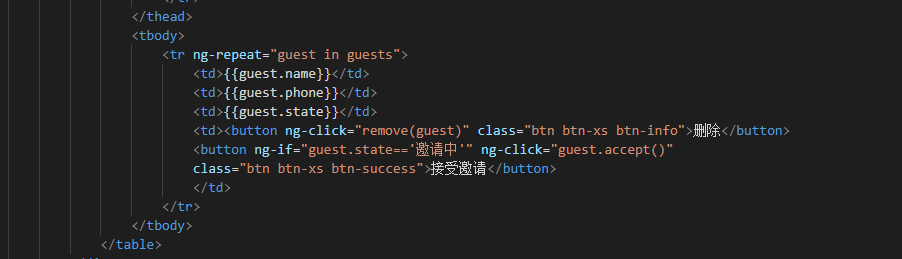 </thead>
<tbody>
<tr ng-repeat="guest in guests">
<td>{{guest.name}}</td>
<td>{{guest.phone}}</td>
<td>{{guest.state}}</td>
<td><button ng-click="remove(guest)" class="btn btn-xs btn-info">删除</button>
<button ng-if="guest.state=='邀请中'" ng-click="guest.accept()"
class="btn btn-xs btn-success">接受邀请</button>
</td>
</tr>
</tbody>
</table>